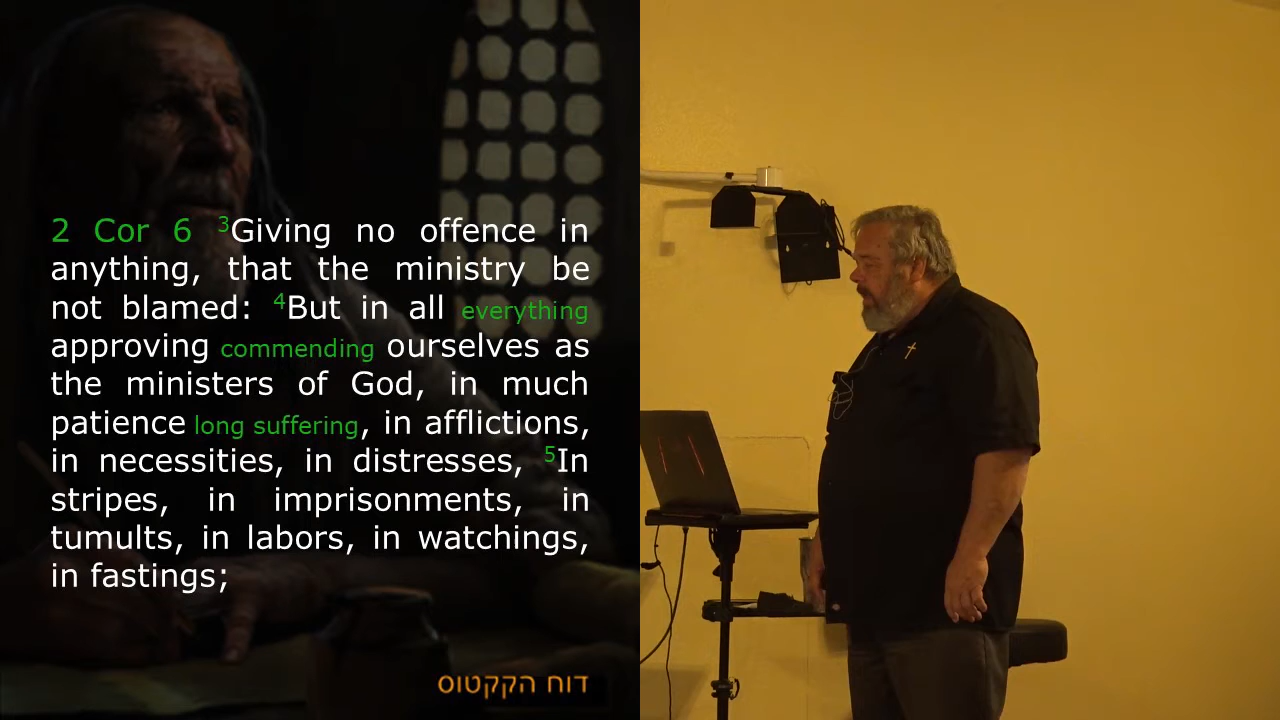 2 Cor 6 ³Giving no offence in
anything, that the ministry be
not blamed: ⁴But in all everything
approving commending ourselves as
the ministers of God, in much
patience long suffering, in afflictions,
in necessities, in distresses, ⁵In
stripes, in imprisonments, in
tumults, in labors, in watchings,
in fastings;
דוח הקקטוס